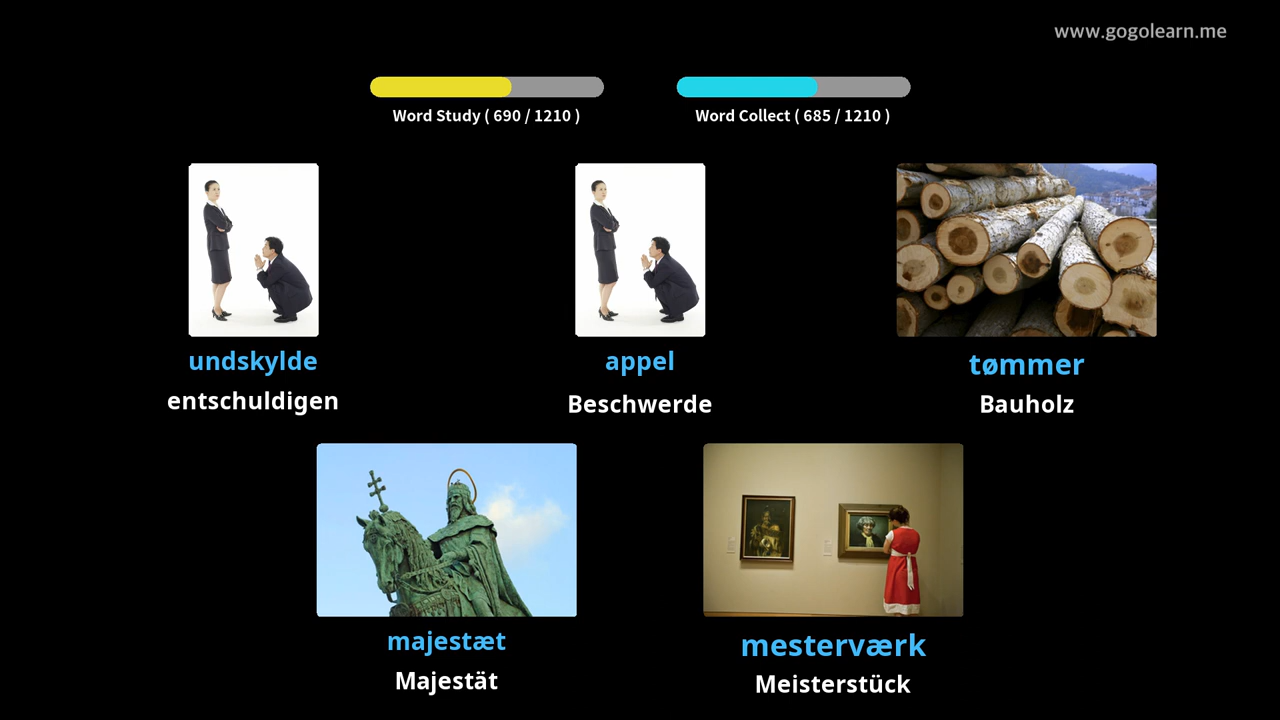 www.gogolearn.me
Word Study ( 690 / 1210 )
Word Collect ( 685 / 1210 )
undskylde
appel
tømmer
entschuldigen
Beschwerde
Bauholz
majestæt
mesterværk
Majestät
Meisterstück